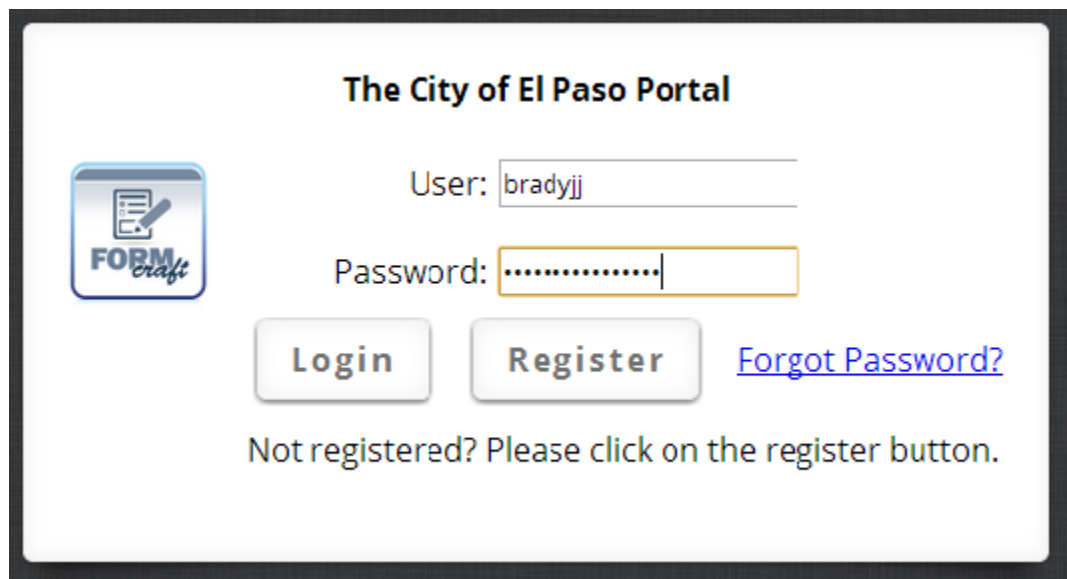 The City of El Paso Portal
User: bradyjj
FORM
craft
Password: ••••••••••••••••
Login Register Forgot Password?
Not registered? Please click on the register button.